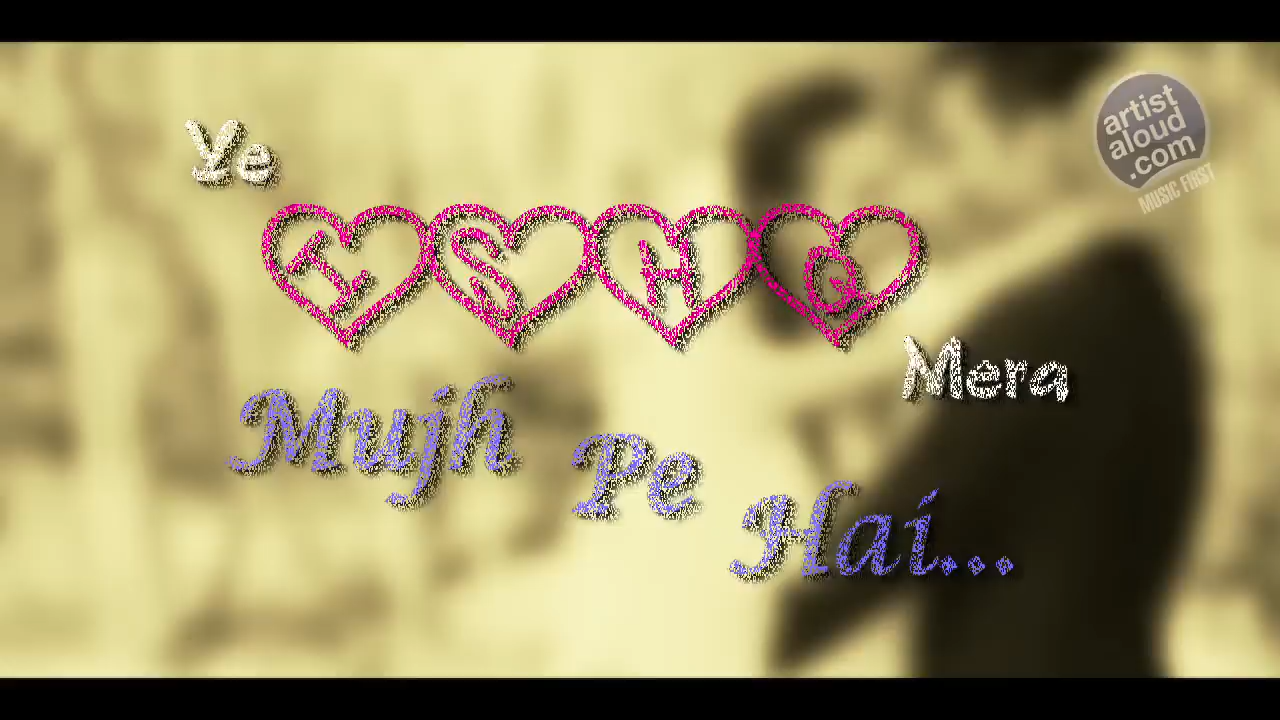 Ye
ISHQ
Mera
Mujh Pe Hai...
artist
aloud
.com
MUSIC FIRST